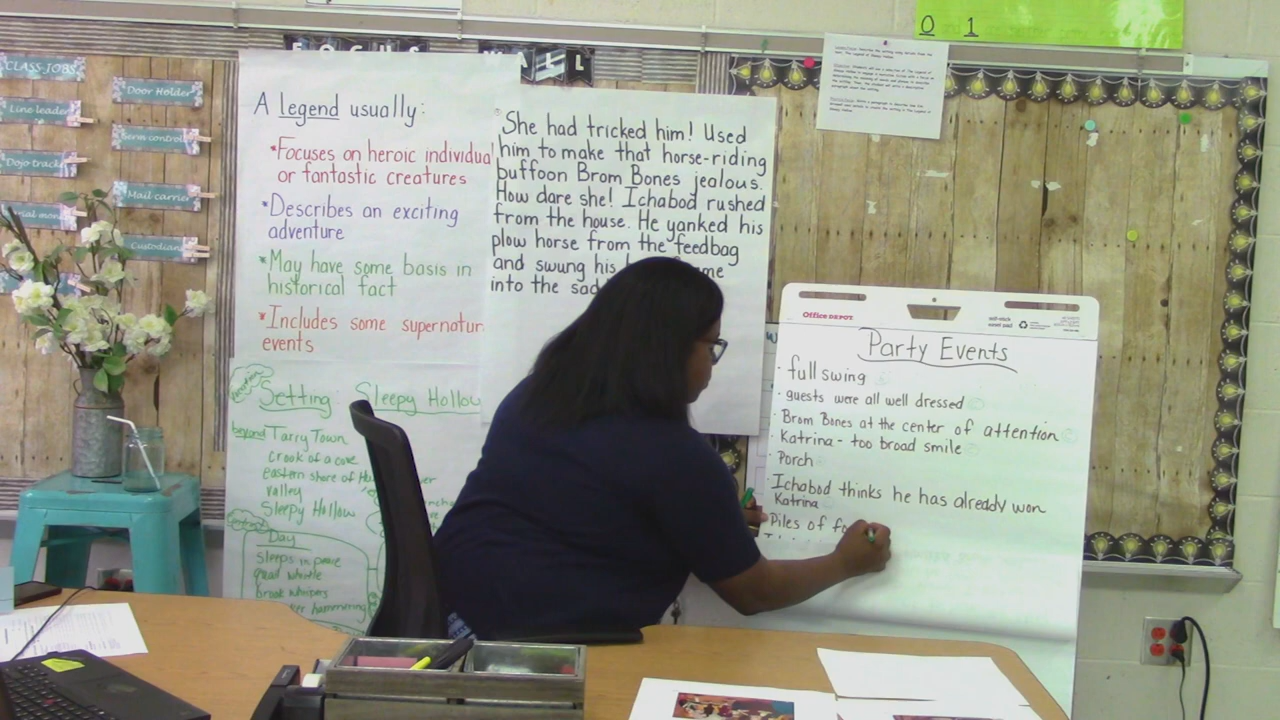 CLASS JOBS
Line leader
Dojo track
Door Holder
Germ control
Mail carrier
Custodian
FOCUS WALL
A legend usually:
*Focuses on heroic individual
or fantastic creatures
*Describes an exciting
adventure
*May have some basis in
historical fact
*Includes some supernatur
events
Setting: Sleepy Hollow
beyond Tarry Town
crook of a cove
eastern shore of
valley
Sleepy Hollow
Day
sleeps in peace
quail whistle
brook whispers
hammering
She had tricked him! Used
him to make that horse-riding
buffoon Brom Bones jealous.
How dare she! Ichabod rushed
from the house. He yanked his
plow horse from the feedbag
and swung his
into the sad
0 1
Office DEPOT
Party Events
· full swing
· guests were all well dressed
· Brom Bones at the center of attention
· Katrina - too broad smile
· Porch
· Ichabod thinks he has already won
Katrina
· Piles of fo